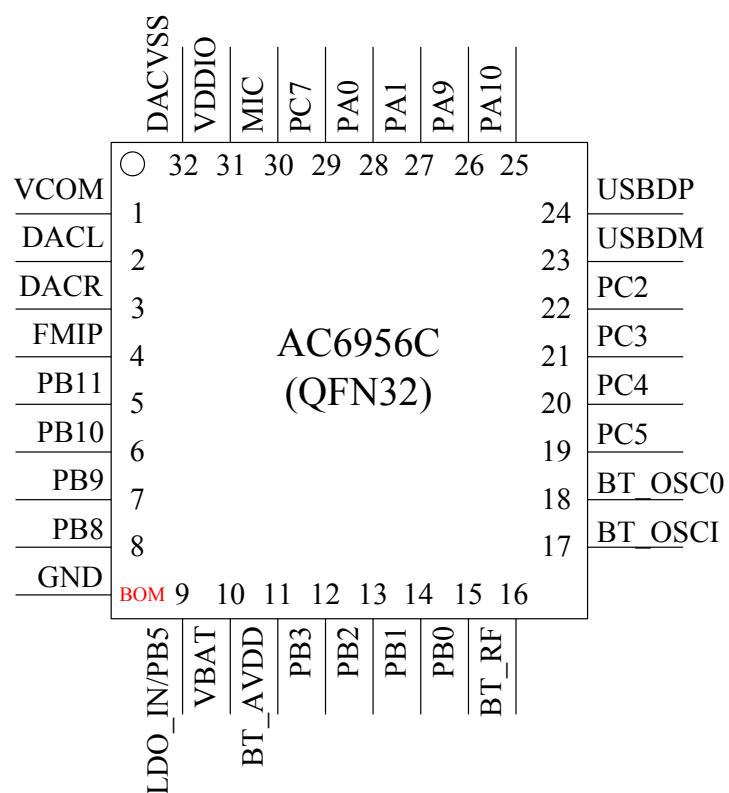 DACVSS
VDDIO
MIC
PC7
PA0
PA1
PA9
PA10
32 31 30 29 28 27 26 25
VCOM 1
DACL 2
DACR 3
FMIP 4
PB11 5
PB10 6
PB9 7
PB8 8
GND BOM
AC6956C
(QFN32)
24 USBDP
23 USBDM
22 PC2
21 PC3
20 PC4
19 PC5
18 BT_OSC0
17 BT_OSCI
9 10 11 12 13 14 15 16
LDO_IN/PB5
VBAT
BT_AVDD
PB3
PB2
PB1
PB0
BT_RF